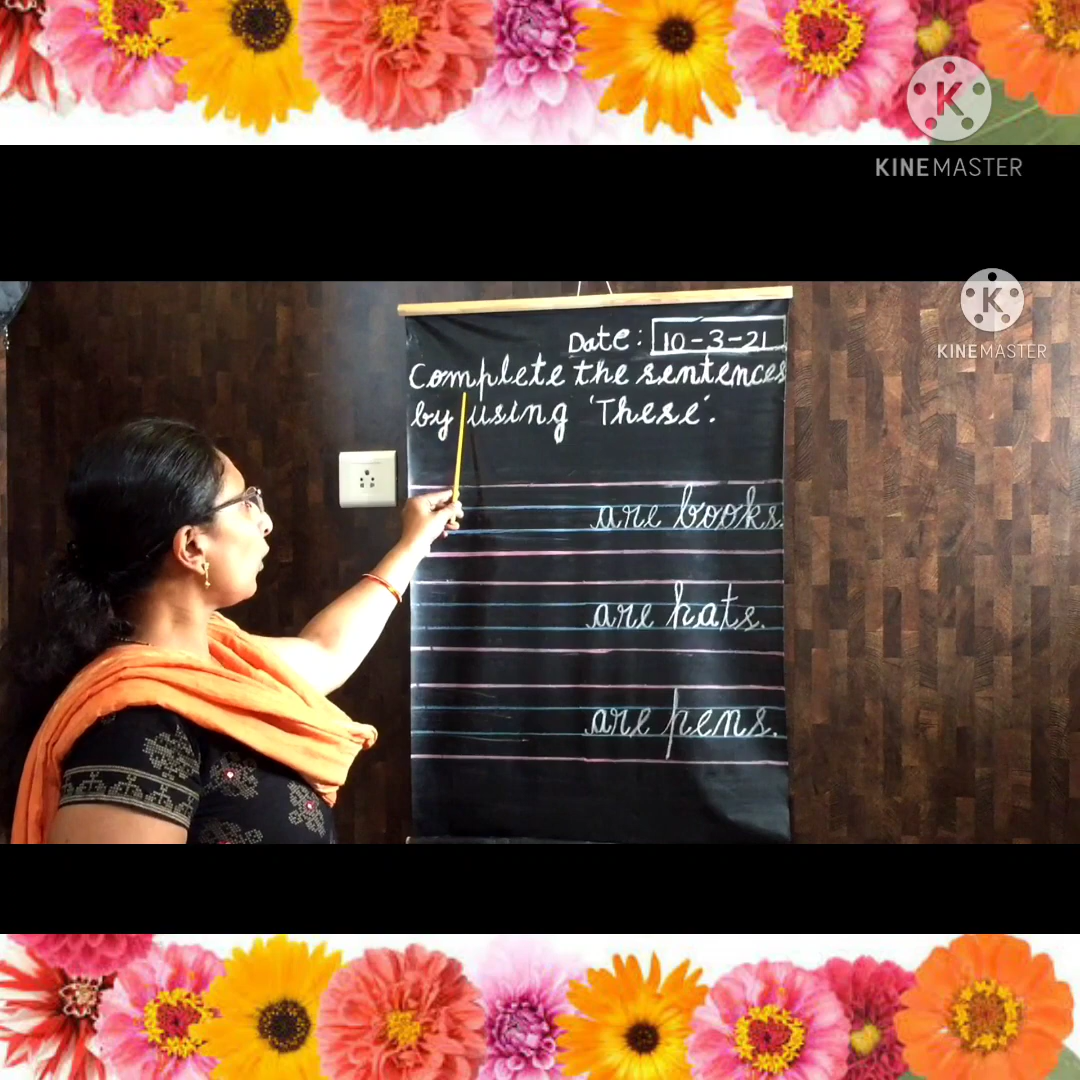 KINEMASTER
KINEMASTER
Date: 10-3-21
Complete the sentences
by using 'These'.
are books.
are hats.
are pens.